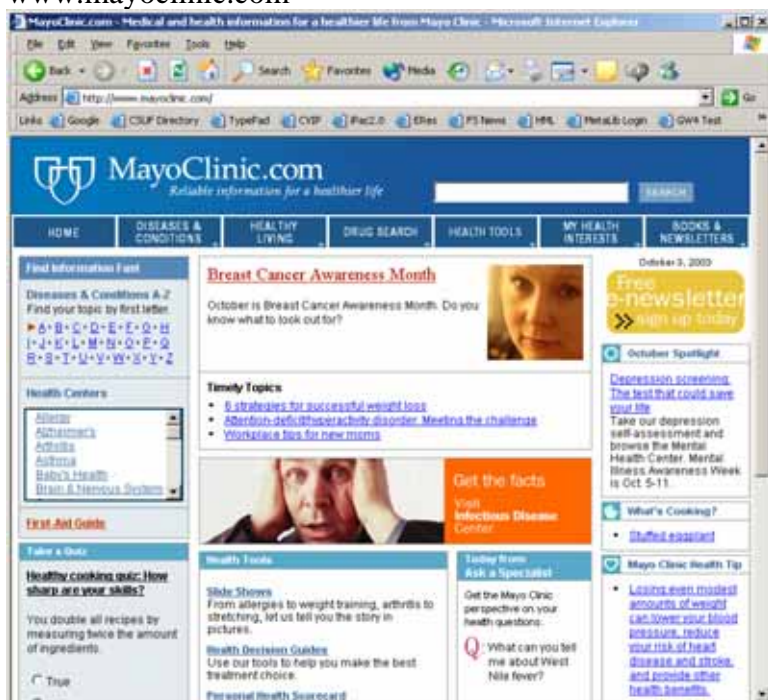 www.mayoclinic.com
MayoClinic.com - Medical and health information for a healthier life from Mayo Clinic - Microsoft Internet Explorer
File Edit View Favorites Tools Help
Back Search Favorites Media
Address http://www.mayoclinic.com/ Go
Links Google CSUF Directory TypePad CYIP iPac2.0 ERes FS News HML MetaLib Login GW4 Test
MayoClinic.com
Reliable information for a healthier life
SEARCH
HOME
DISEASES &
CONDITIONS
HEALTHY
LIVING
DRUG SEARCH
HEALTH TOOLS
MY HEALTH
INTERESTS
BOOKS &
NEWSLETTERS
Find Information Fast
Diseases & Conditions A-Z
Find your topic by first letter.
A • B • C • D • E • F • G • H
I • J • K • L • M • N • O • P • Q
R • S • T • U • V • W • X • Y • Z
Health Centers
Allergy
Alzheimer's
Arthritis
Asthma
Baby's Health
Brain & Nervous System
First-Aid Guide
Take a Quiz
Healthy cooking quiz: How
sharp are your skills?
You double all recipes by
measuring twice the amount
of ingredients.
True
Breast Cancer Awareness Month
October is Breast Cancer Awareness Month. Do you
know what to look out for?
Timely Topics
• 6 strategies for successful weight loss
• Attention-deficit/hyperactivity disorder: Meeting the challenge
• Workplace tips for new moms
Get the facts
Visit
Infectious Disease
Center
Health Tools
Slide Shows
From allergies to weight training, arthritis to
stretching, let us tell you the story in
pictures.
Health Decision Guides
Use our tools to help you make the best
treatment choice.
Personal Health Scorecard
Today from
Ask a Specialist
Get the Mayo Clinic
perspective on your
health questions.
Q: What can you tell
me about West
Nile fever?
October 3, 2003
Free
e-newsletter
sign up today
October Spotlight
Depression screening:
The test that could save
your life
Take our depression
self-assessment and
browse the Mental
Health Center. Mental
Illness Awareness Week
is Oct. 5-11.
What's Cooking?
• Stuffed eggplant
Mayo Clinic Health Tip
• Losing even modest
amounts of weight
can lower your blood
pressure, reduce
your risk of heart
disease and stroke,
and provide other
health benefits.